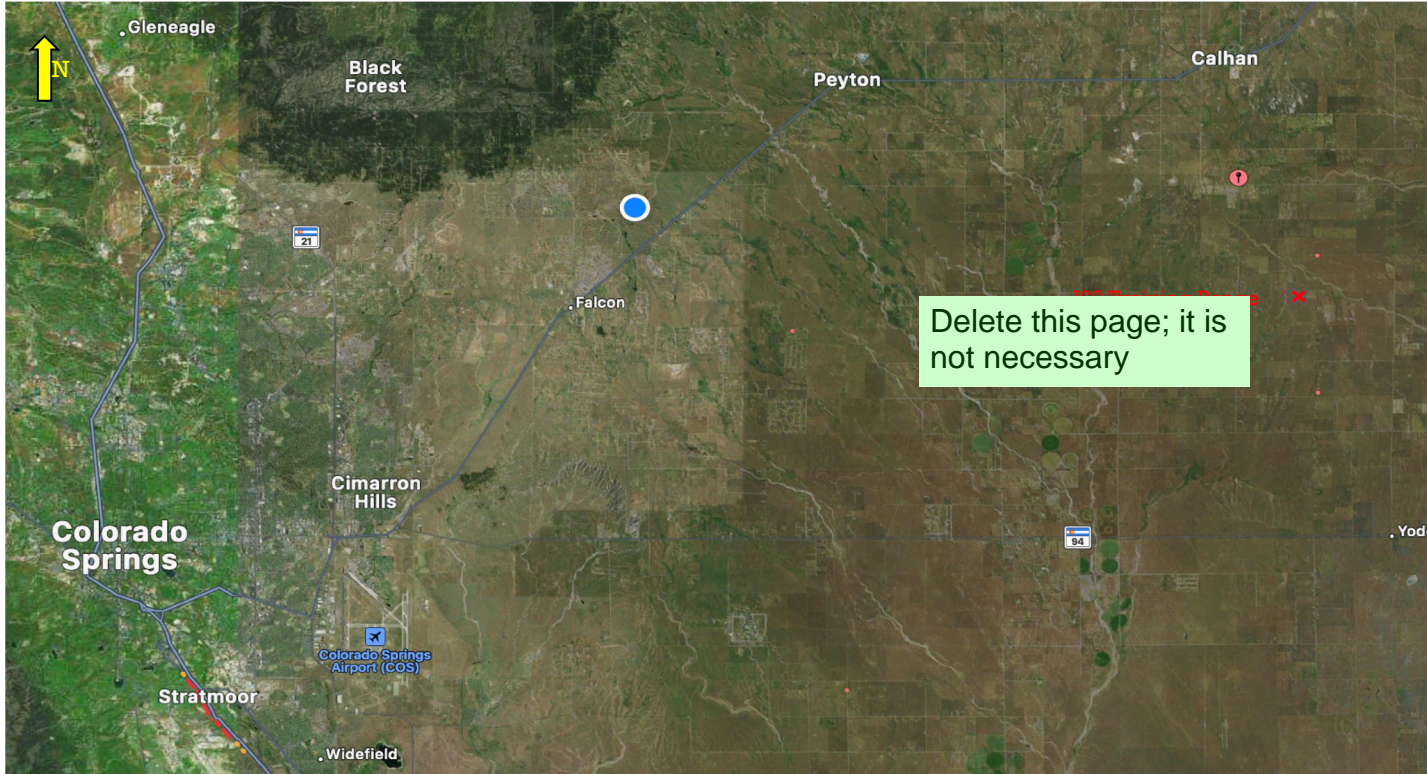 Gleneagle
N
Black
Forest
Peyton
Calhan
21
Falcon
Delete this page; it is
not necessary
Cimarron
Hills
Colorado
Springs
94
Colorado Springs
Airport (COS)
Stratmoor
Widefield